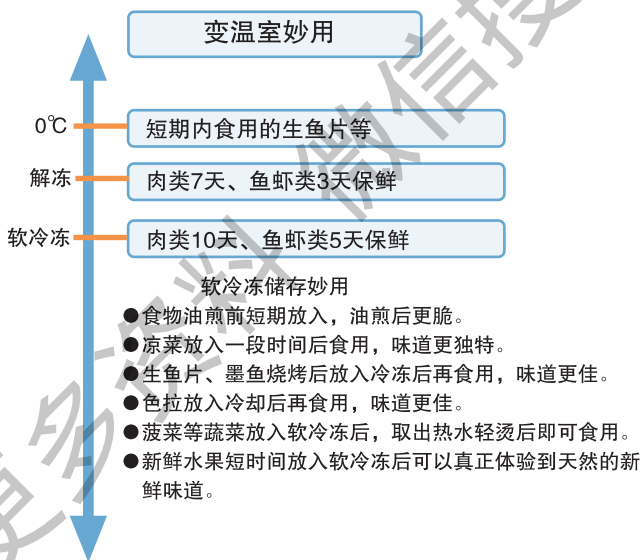 变温室妙用
0℃
短期内食用的生鱼片等
解冻
肉类7天、鱼虾类3天保鲜
软冷冻
肉类10天、鱼虾类5天保鲜
软冷冻储存妙用
●食物油煎前短期放入，油煎后更脆。
●凉菜放入一段时间后食用，味道更独特。
●生鱼片、墨鱼烧烤后放入冷冻后再食用，味道更佳。
●色拉放入冷却后再食用，味道更佳。
●菠菜等蔬菜放入软冷冻后，取出热水轻烫后即可食用。
●新鲜水果短时间放入软冷冻后可以真正体验到天然的新
鲜味道。
更多资料 微信搜